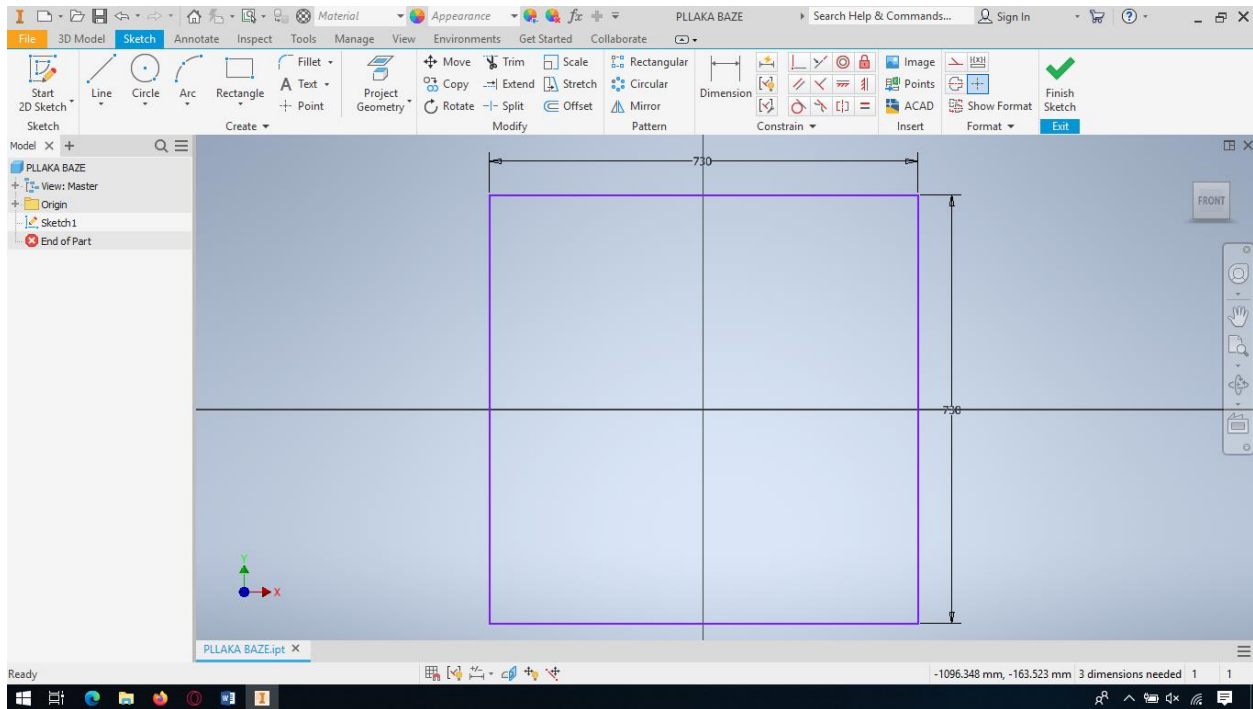 Material Appearance fx PLLAKA BAZE Search Help & Commands... Sign In
File 3D Model Sketch Annotate Inspect Tools Manage View Environments Get Started Collaborate
Start 2D Sketch
Line
Circle
Arc
Rectangle
Fillet
A Text
Point
Project Geometry
Move Trim Scale
Copy Extend Stretch
Rotate Split Offset
Rectangular
Circular
Mirror
Dimension
Image
Points
ACAD
Show Format
Finish Sketch
Sketch Create Modify Pattern Constrain Insert Format Exit
Model
PLLAKA BAZE
View: Master
Origin
Sketch1
End of Part
730
FRONT
730
Y
X
PLLAKA BAZE.ipt
Ready -1096.348 mm, -163.523 mm 3 dimensions needed 1 1